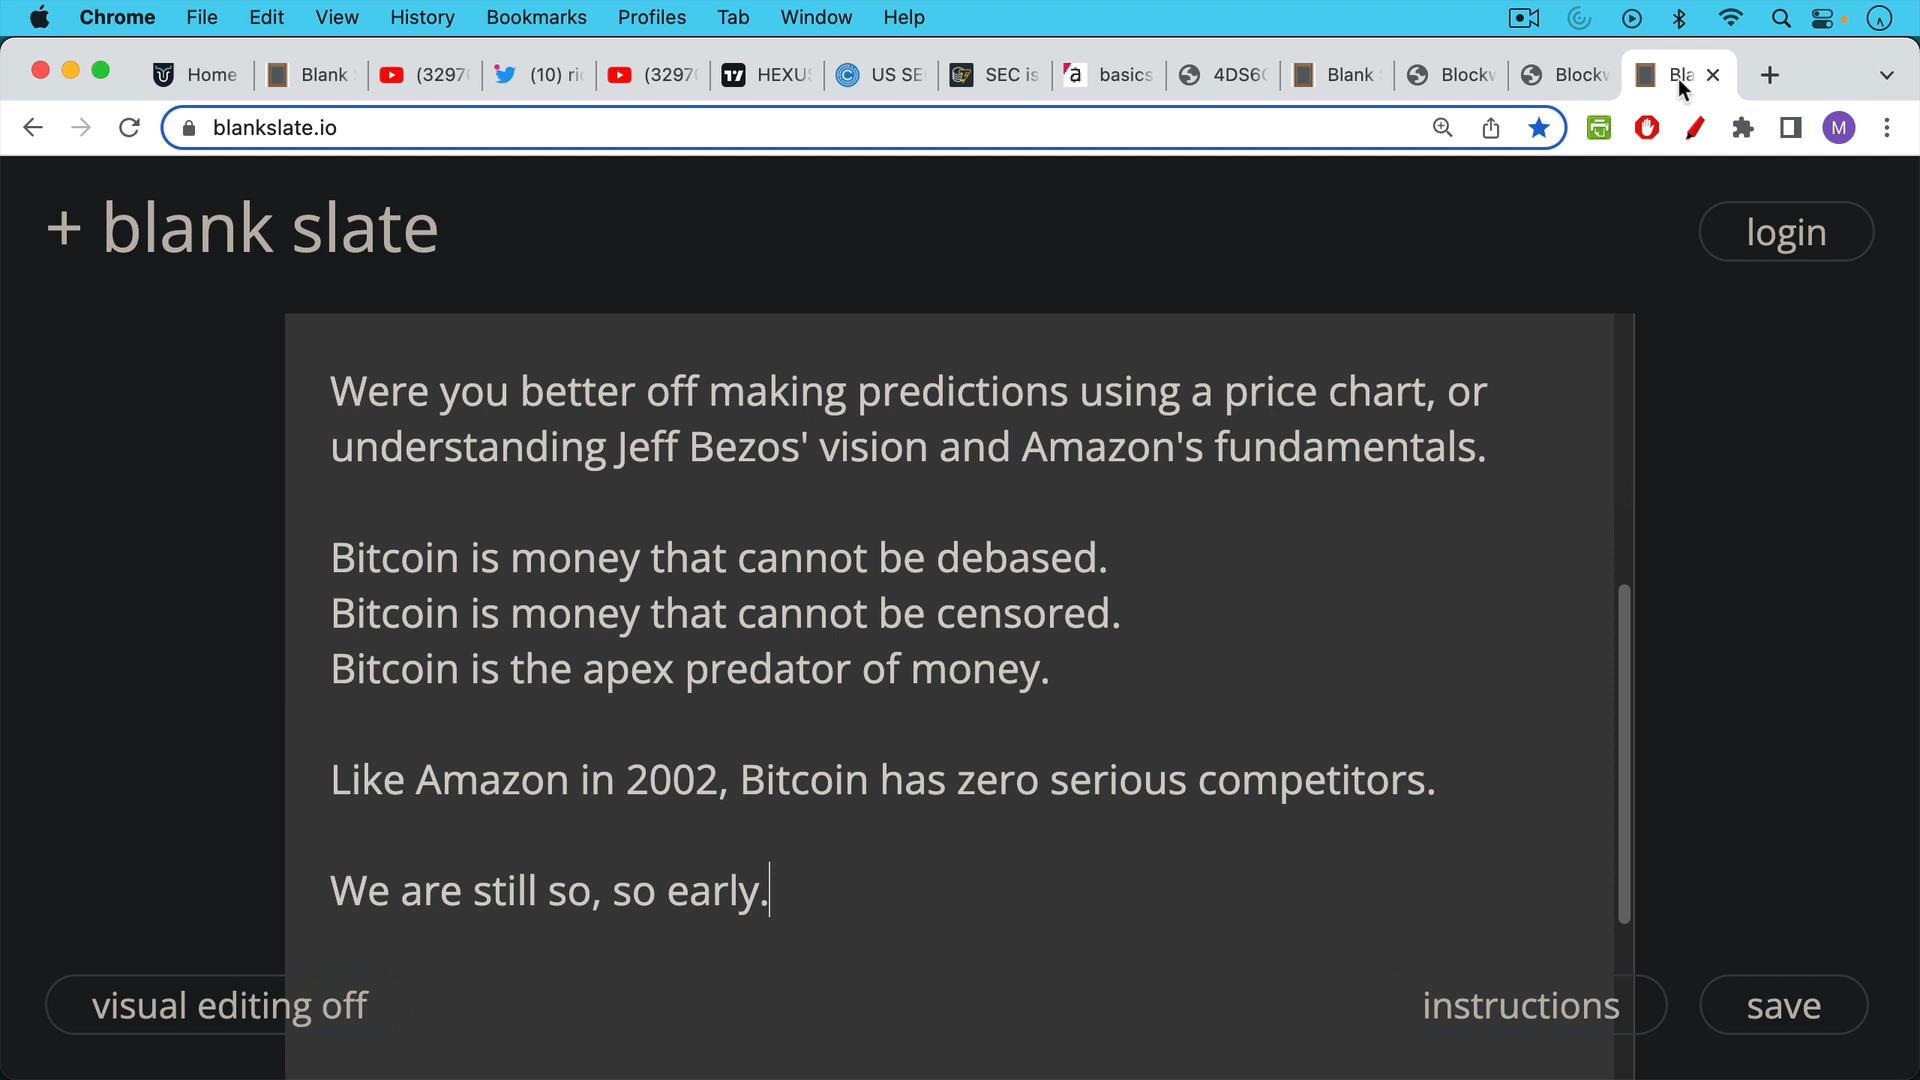 Chrome File Edit View History Bookmarks Profiles Tab Window Help
Home Blank (3297 (10) ri (3297 HEXU US SE SEC is basics 4DS6 Blank Blockv Blockv Bla
blankslate.io
M
+ blank slate
login
Were you better off making predictions using a price chart, or
understanding Jeff Bezos' vision and Amazon's fundamentals.
Bitcoin is money that cannot be debased.
Bitcoin is money that cannot be censored.
Bitcoin is the apex predator of money.
Like Amazon in 2002, Bitcoin has zero serious competitors.
We are still so, so early.
visual editing off
instructions
save